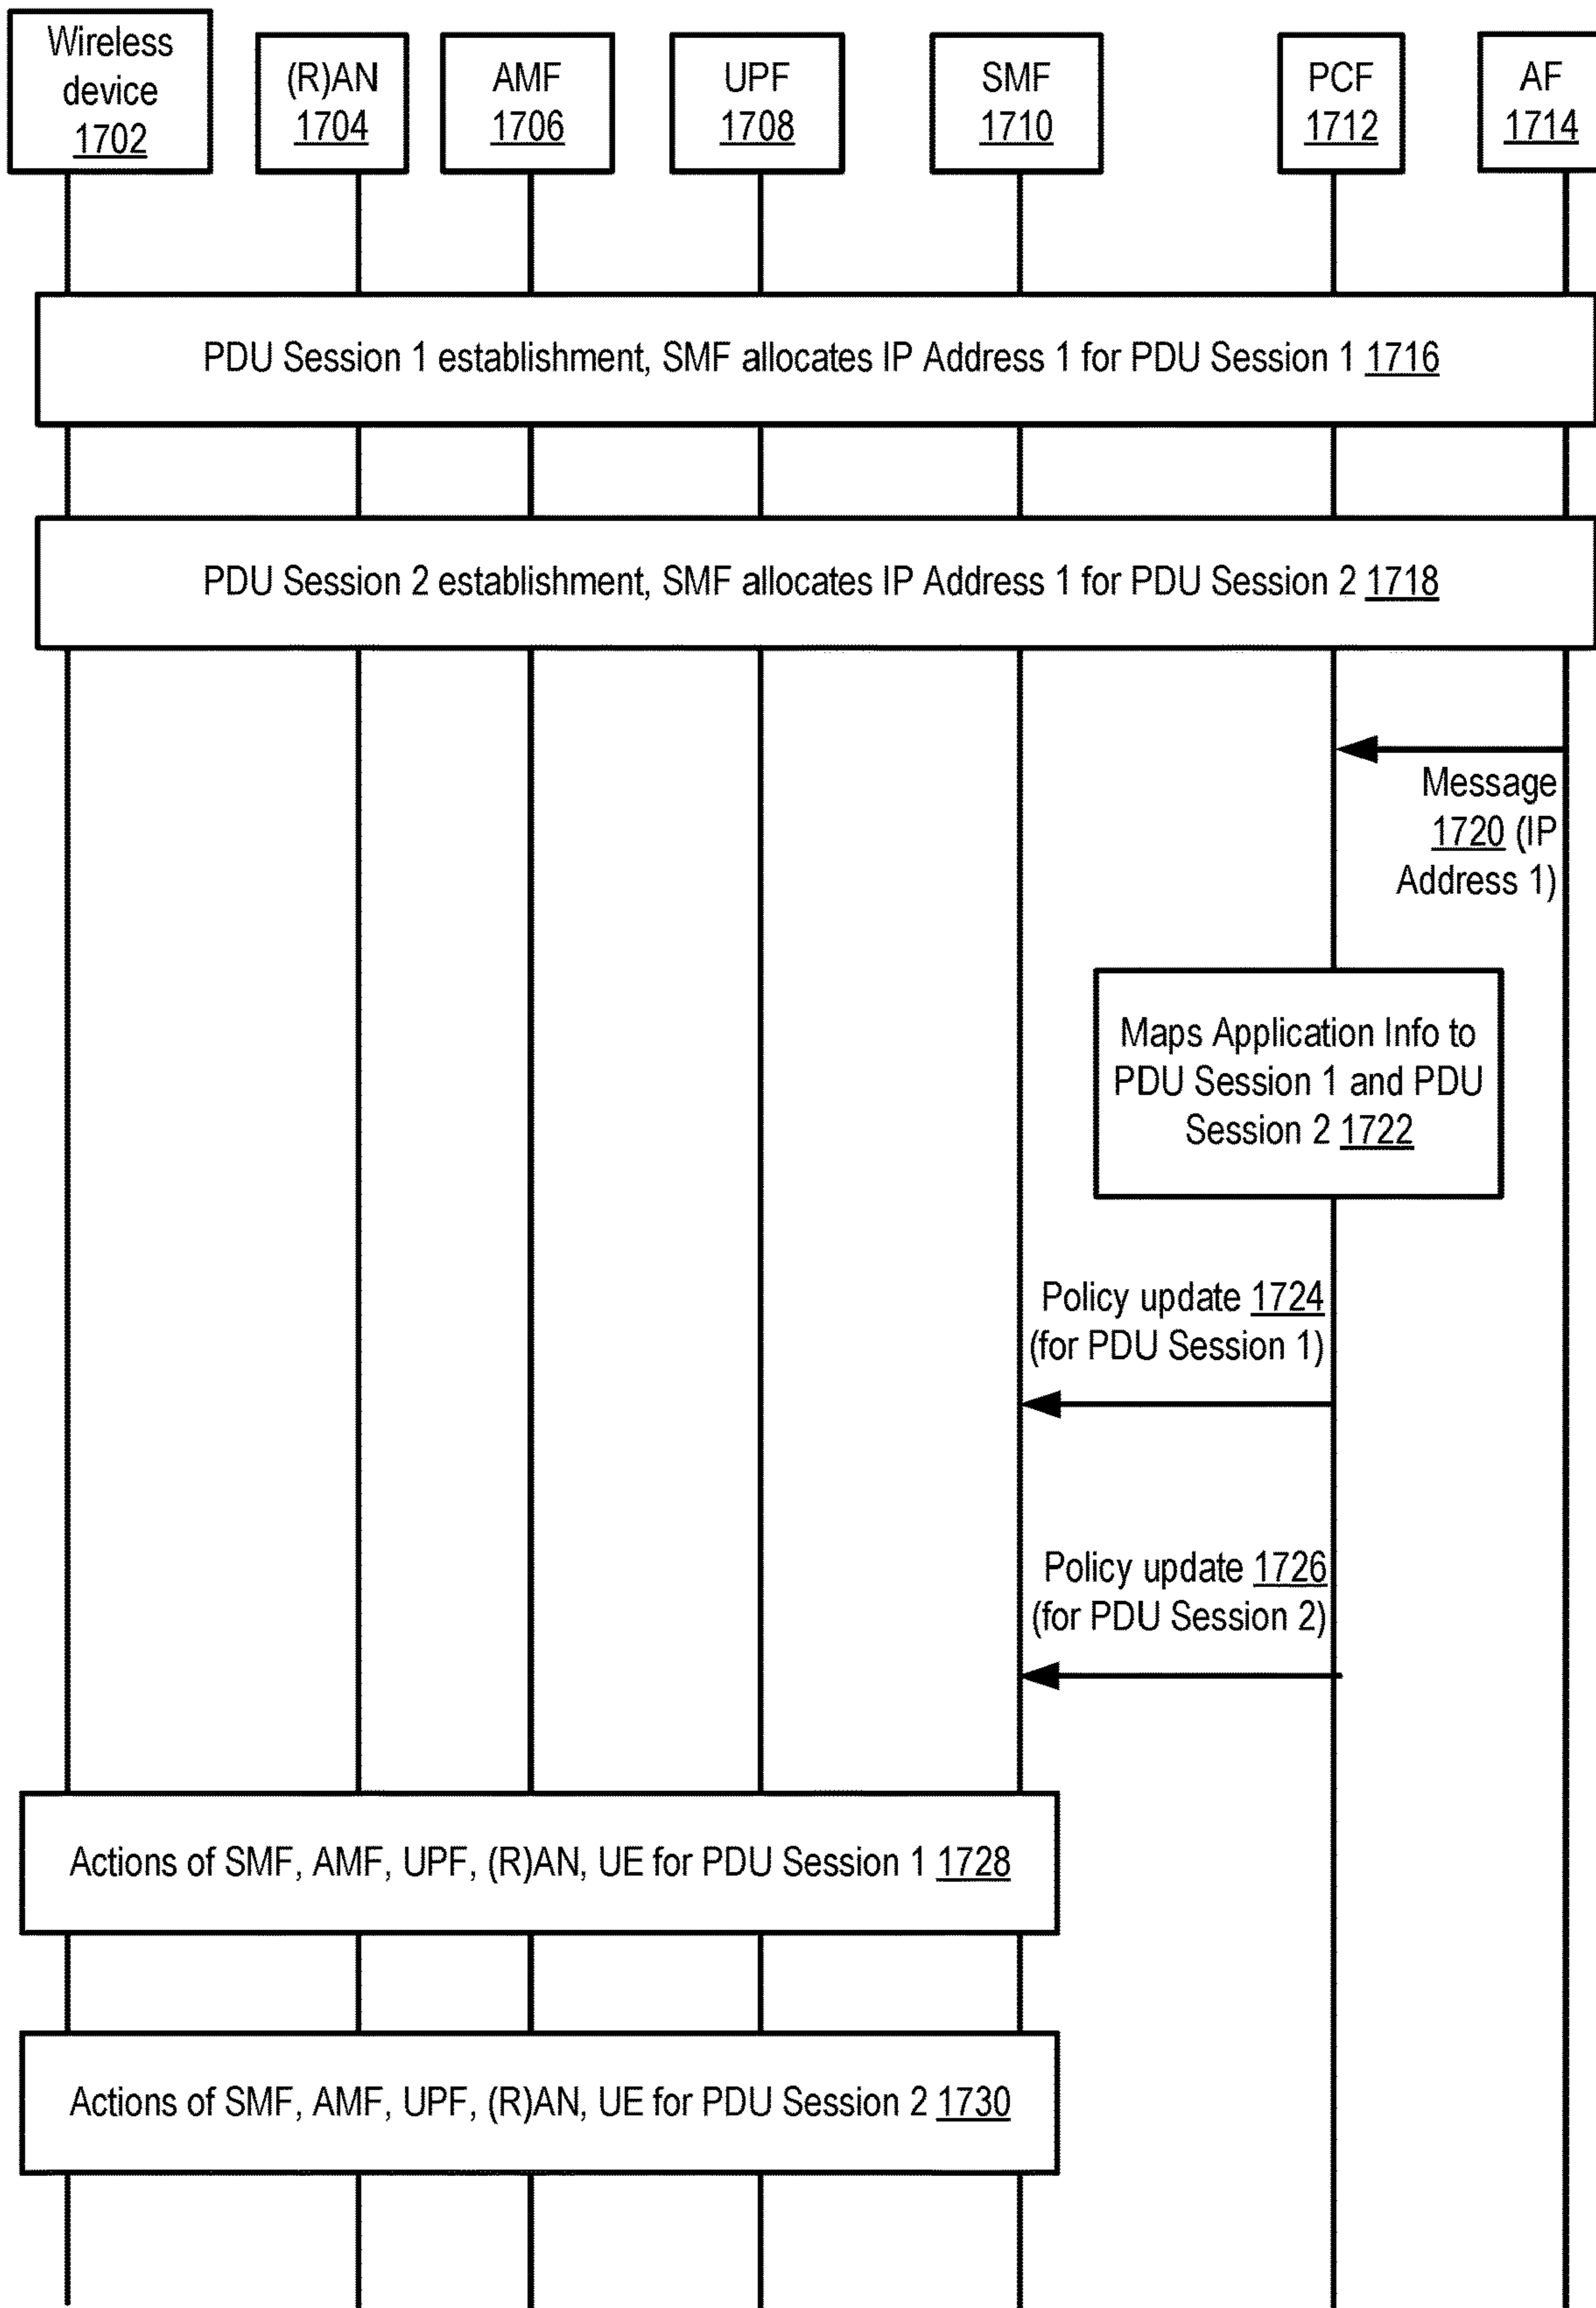 Wireless
device
1702
(R)AN
1704
AMF
1706
UPF
1708
SMF
1710
PCF
1712
AF
1714
PDU Session 1 establishment, SMF allocates IP Address 1 for PDU Session 1 1716
PDU Session 2 establishment, SMF allocates IP Address 1 for PDU Session 2 1718
Message
1720 (IP
Address 1)
Maps Application Info to
PDU Session 1 and PDU
Session 2 1722
Policy update 1724
(for PDU Session 1)
Policy update 1726
(for PDU Session 2)
Actions of SMF, AMF, UPF, (R)AN, UE for PDU Session 1 1728
Actions of SMF, AMF, UPF, (R)AN, UE for PDU Session 2 1730